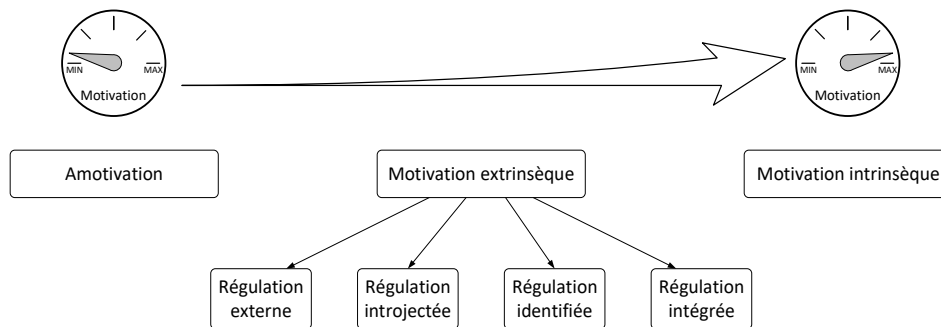 MIN MAX
Motivation
MIN MAX
Motivation
Amotivation
Motivation extrinsèque
Motivation intrinsèque
Régulation
externe
Régulation
introjectée
Régulation
identifiée
Régulation
intégrée